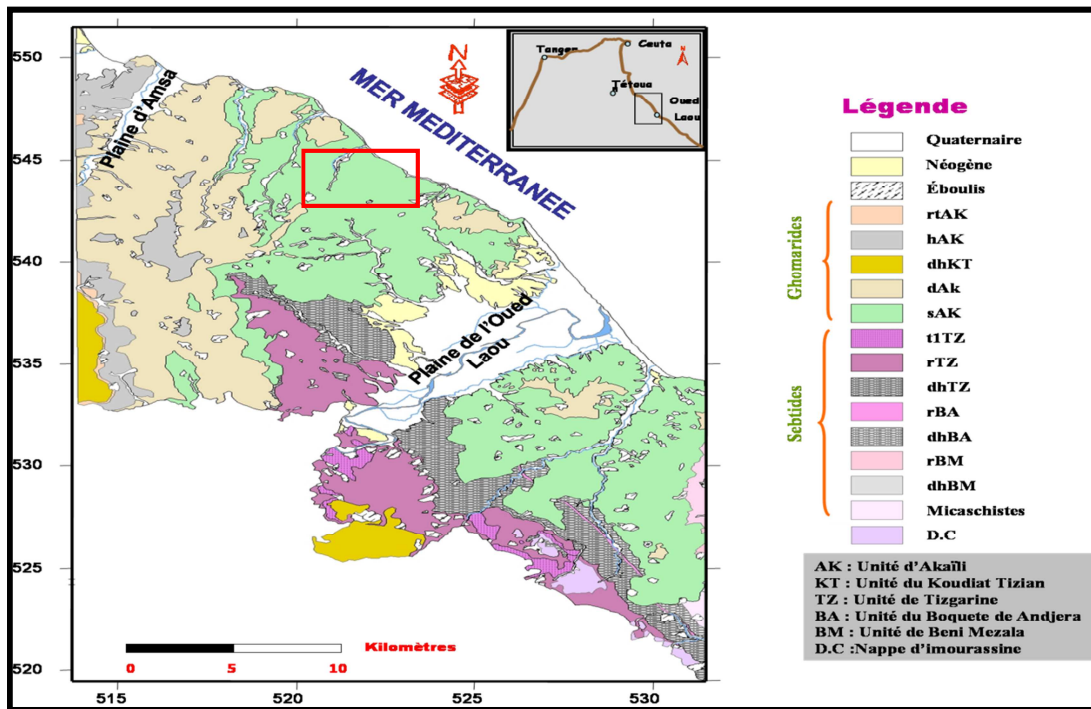 550
545
540
535
530
525
520
515
520
525
530
Plaine d'Amsa
N
MER MEDITERRANEE
Plaine de l'Oued
Laou
Kilomètres
0
5
10
Tanger
Ceuta
N
Tétoua
Oued
Laou
Légende
Quaternaire
Néogène
Éboulis
Ghomarides
rtAK
hAK
dhKT
dAk
sAK
Sebtides
t1TZ
rTZ
dhTZ
rBA
dhBA
rBM
dhBM
Micaschistes
D.C
AK : Unité d'Akaïli
KT : Unité du Koudiat Tizian
TZ : Unité de Tizgarine
BA : Unité du Boquete de Andjera
BM : Unité de Beni Mezala
D.C :Nappe d'imourassine